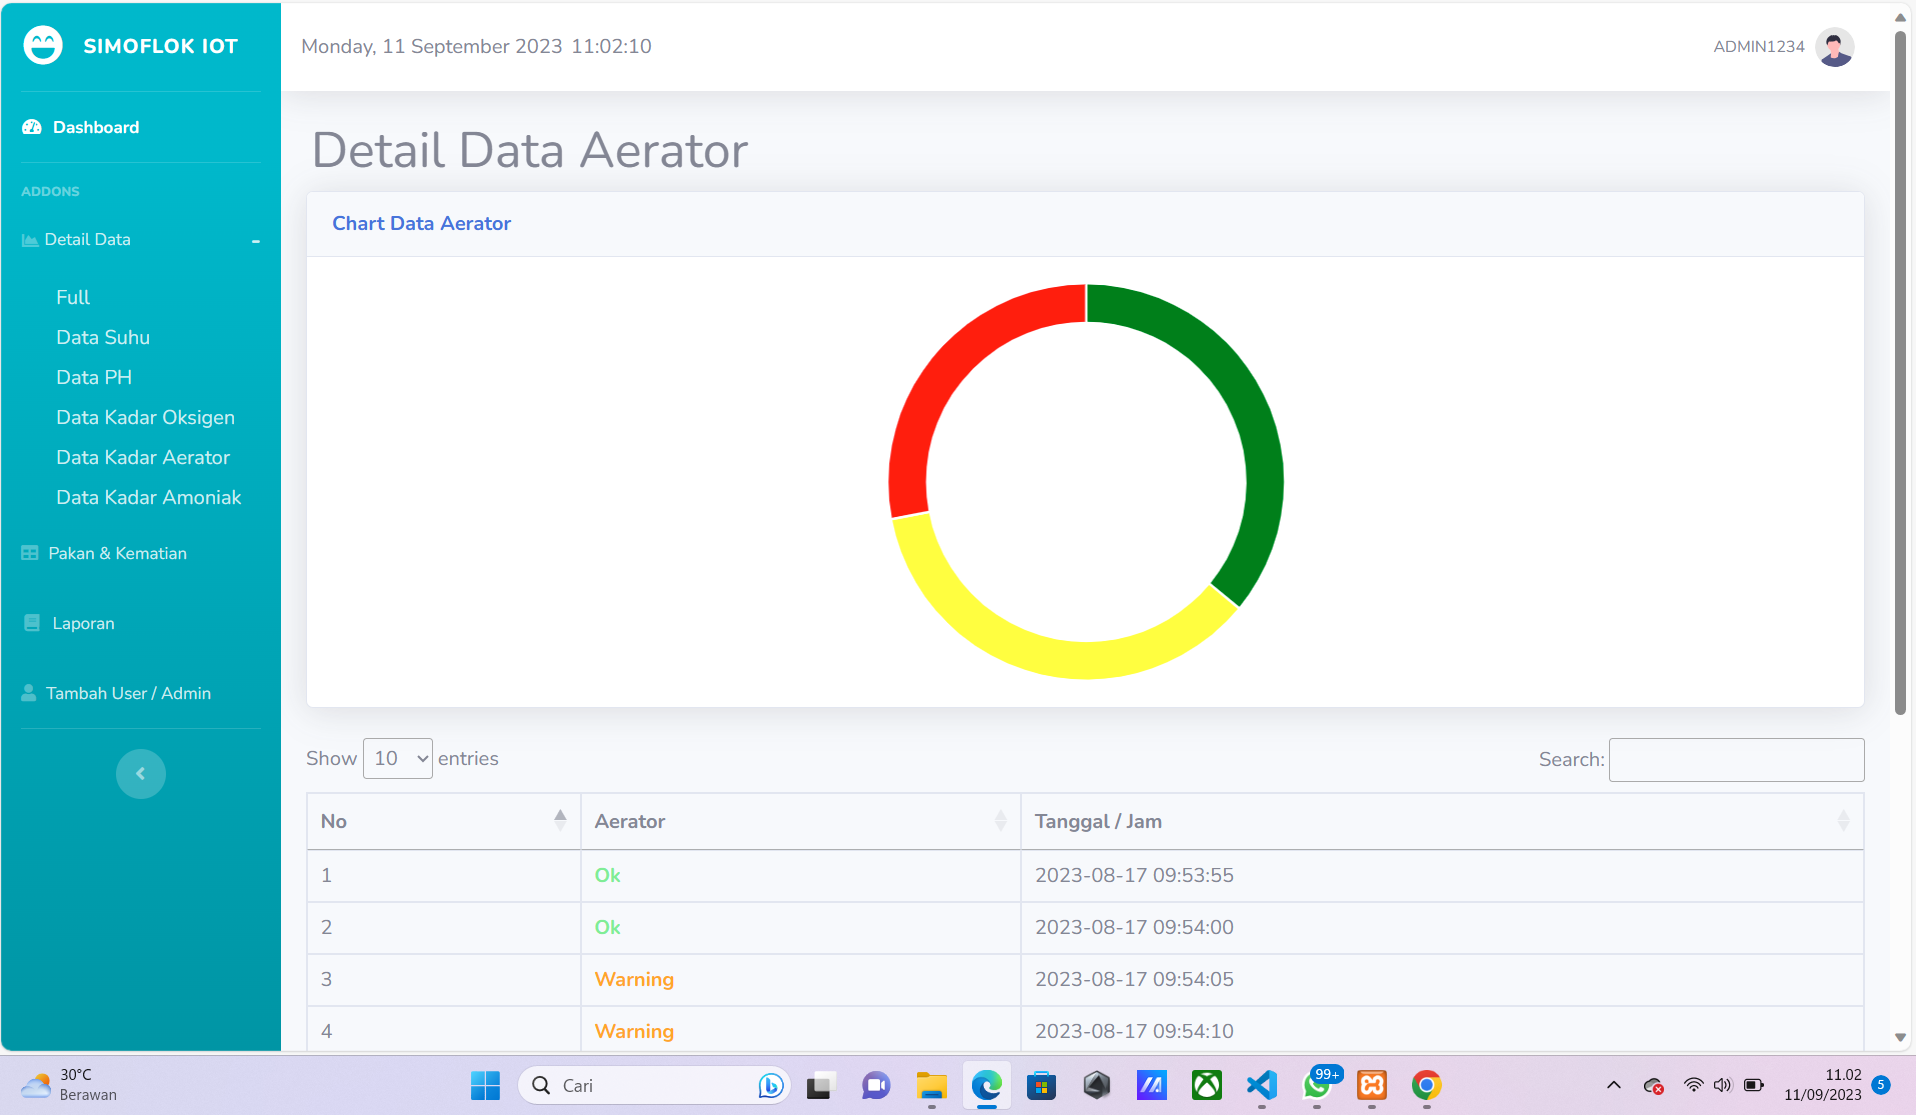 SIMOFLOK IOT
Monday, 11 September 2023 11:02:10
ADMIN1234
Dashboard
ADDONS
Detail Data
Full
Data Suhu
Data PH
Data Kadar Oksigen
Data Kadar Aerator
Data Kadar Amoniak
Pakan & Kematian
Laporan
Tambah User / Admin
Detail Data Aerator
Chart Data Aerator
Show 10 entries
Search:
No Aerator Tanggal / Jam
1 Ok 2023-08-17 09:53:55
2 Ok 2023-08-17 09:54:00
3 Warning 2023-08-17 09:54:05
4 Warning 2023-08-17 09:54:10
30°C
Berawan
Cari
99+
11.02
11/09/2023
5